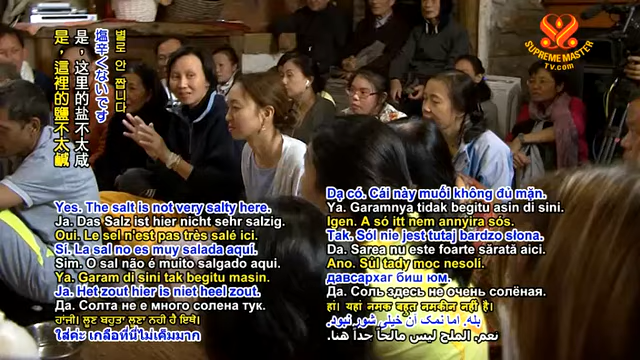 SUPREME MASTER
TV.com
별로 안 짭니다
塩辛くないです
是，这里的盐不太咸
是，這裡的鹽不太鹹
Yes. The salt is not very salty here.
Ja, Das Salz ist hier nicht sehr salzig.
Oui. Le sel n'est pas très salé ici.
Sí. La sal no es muy salada aquí.
Sim. O sal não é muito salgado aqui.
Ya. Garam di sini tak begitu masin.
Ja. Het zout hier is niet heel zout.
Да. Солта не е много солена тук.
ਹਾਂਜੀ। ਲੂਣ ਬਹੁਤਾ ਲੂਣਾ ਨਹੀ ਹੈ ਇਥੇ।
ใส่ค่ะ เกลือที่นี่ไม่เค็มมาก
Dạ có. Cái này muối không đủ mặn.
Ya. Garamnya tidak begitu asin di sini.
Igen. A só itt nem annyira sós.
Tak. Sól nie jest tutaj bardzo słona.
Da. Sarea nu este foarte sărată aici.
Ano. Sůl tady moc nesolí.
давсархаг биш юм.
Да. Соль здесь не очень солёная.
हां। यहां नमक बहुत नमकीन नहीं है।
بله. اما نمک آن خیلی شور نبود.
نعم. الملح ليس مالحاً جداً هنا.